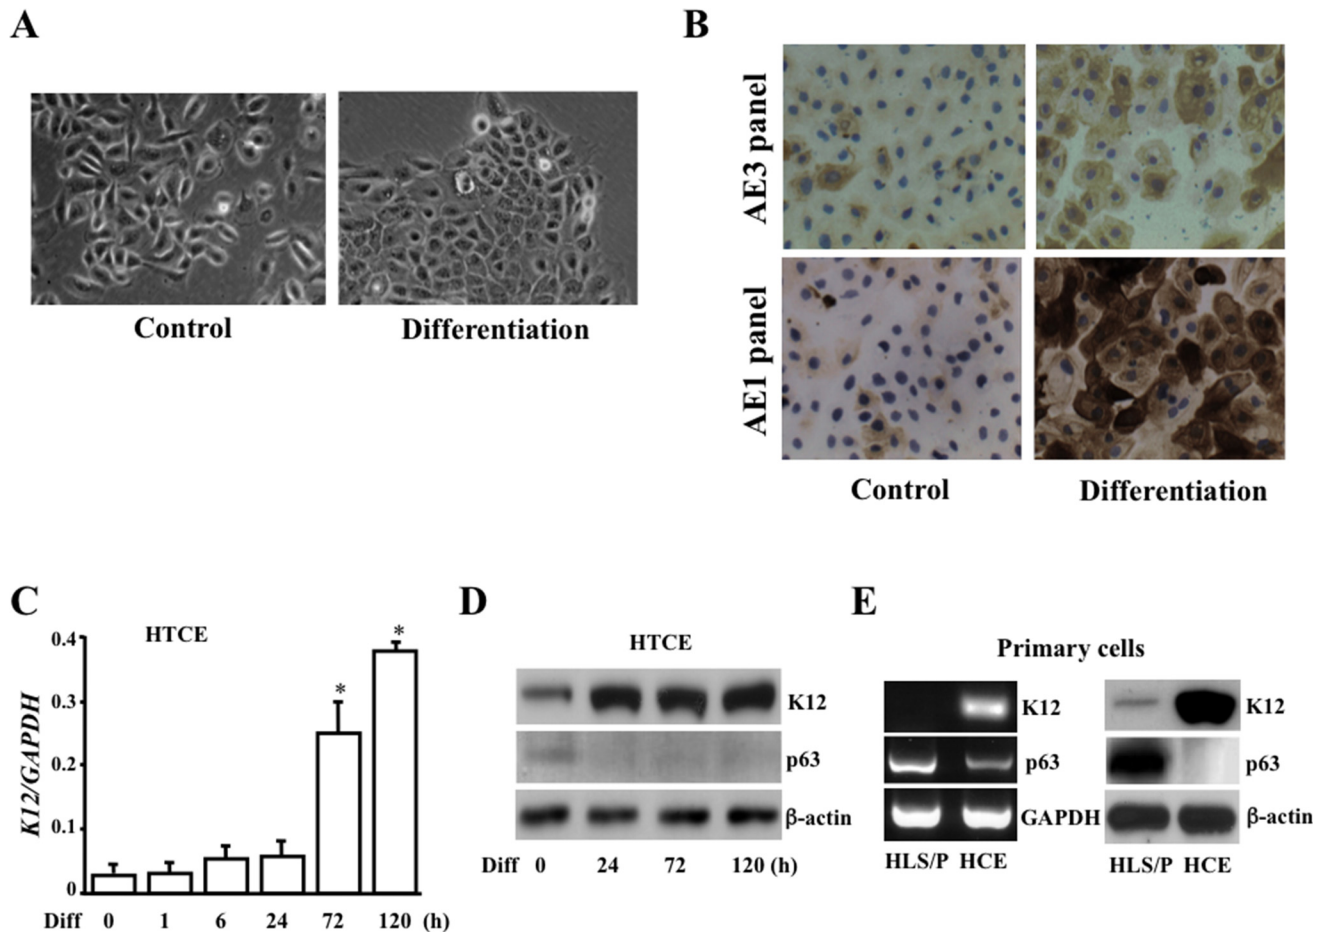 A
Control
Differentiation
B
AE3 panel
AE1 panel
Control
Differentiation
C
HTCE
K12/GAPDH
0.4
0.3
0.2
0.1
0
*
*
Diff 0 1 6 24 72 120 (h)
D
HTCE
K12
p63
β-actin
Diff 0 24 72 120 (h)
E
Primary cells
K12
p63
GAPDH
HLS/P HCE
K12
p63
β-actin
HLS/P HCE